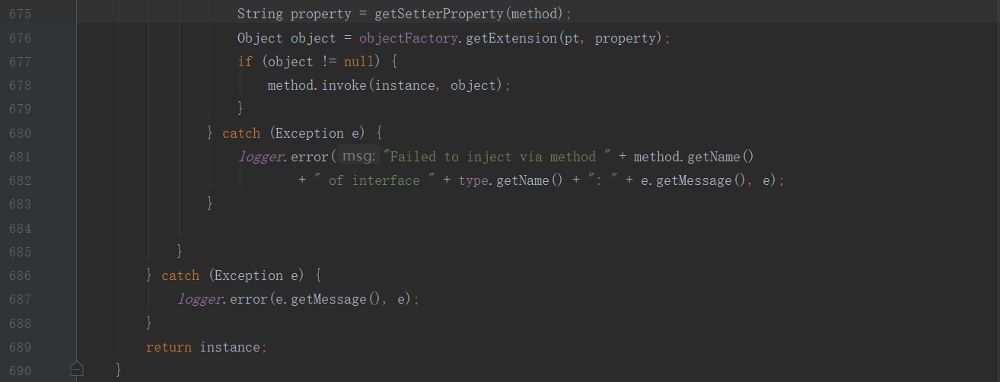 675 String property = getSetterProperty(method);
676 Object object = objectFactory.getExtension(pt, property);
677 if (object != null) {
678 method.invoke(instance, object);
679 }
680 } catch (Exception e) {
681 logger.error( msg: "Failed to inject via method " + method.getName()
682 + " of interface " + type.getName() + ": " + e.getMessage(), e);
683 }
684
685 }
686 } catch (Exception e) {
687 logger.error(e.getMessage(), e);
688 }
689 return instance;
690 }